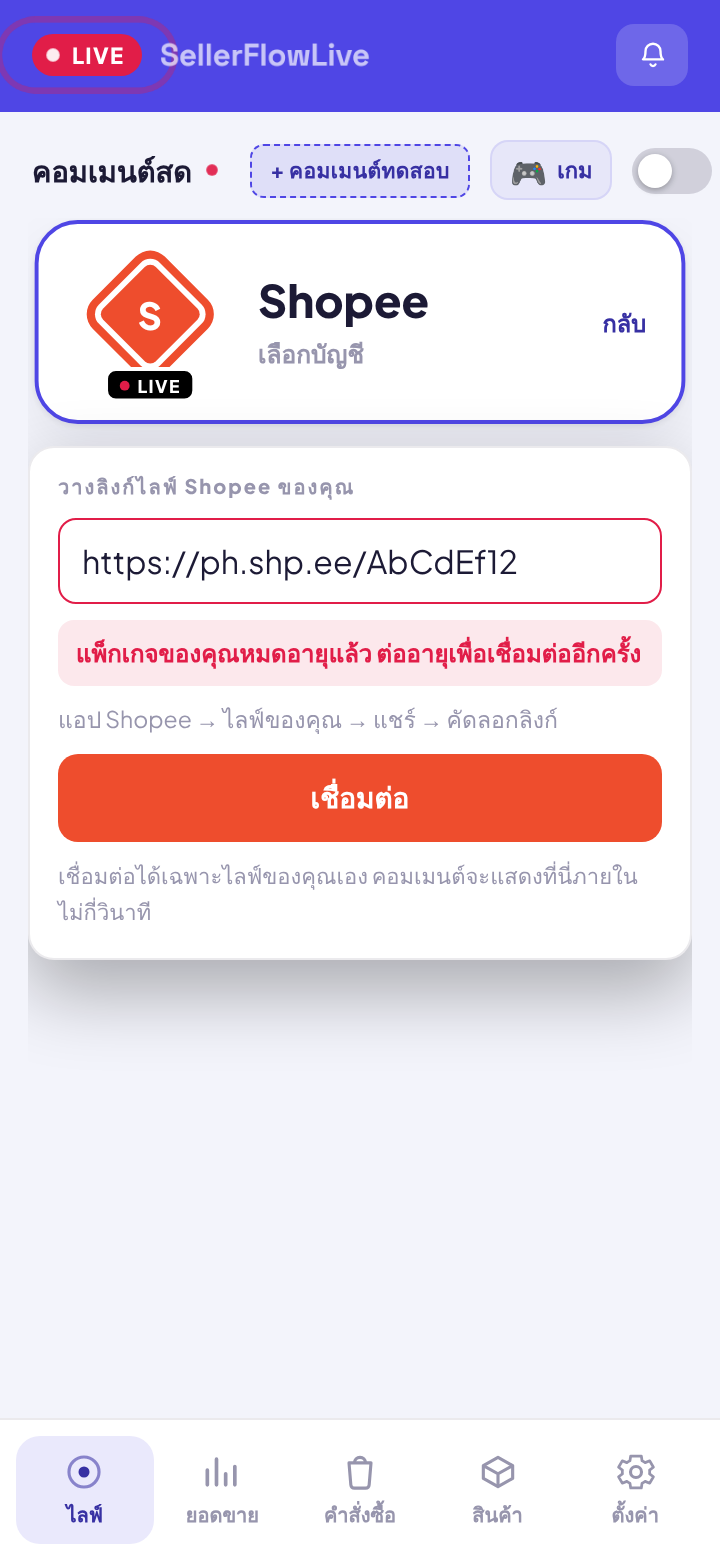 LIVE SellerFlowLive
คอมเมนต์สด
+ คอมเมนต์ทดสอบ
🎮 เกม
S
LIVE
Shopee
เลือกบัญชี
กลับ
วางลิงก์ไลฟ์ Shopee ของคุณ
https://ph.shp.ee/AbCdEf12
แพ็กเกจของคุณหมดอายุแล้ว ต่ออายุเพื่อเชื่อมต่ออีกครั้ง
แอป Shopee → ไลฟ์ของคุณ → แชร์ → คัดลอกลิงก์
เชื่อมต่อ
เชื่อมต่อได้เฉพาะไลฟ์ของคุณเอง คอมเมนต์จะแสดงที่นี่ภายใน
ไม่กี่วินาที
ไลฟ์
ยอดขาย
คำสั่งซื้อ
สินค้า
ตั้งค่า